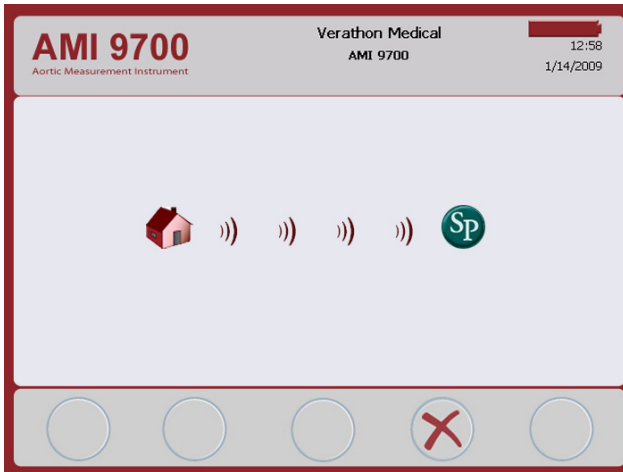 AMI 9700
Aortic Measurement Instrument
Verathon Medical
AMI 9700
12:58
1/14/2009
SP